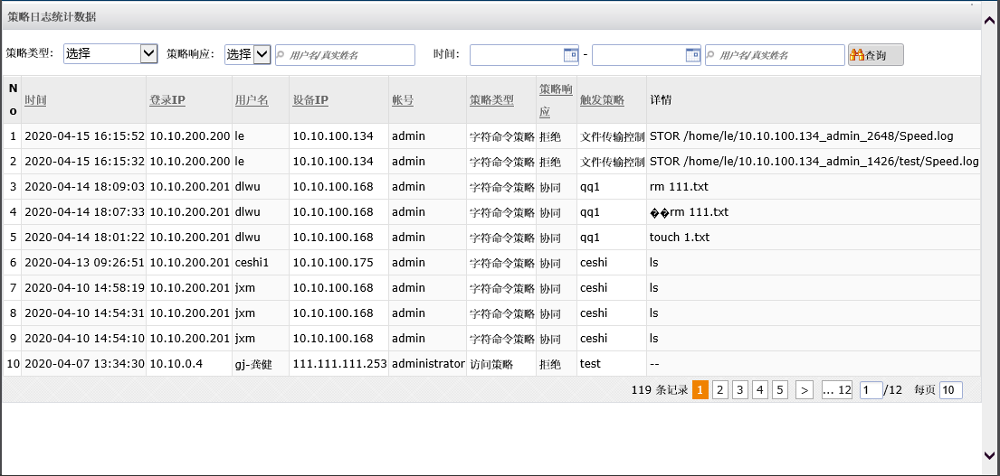 策略日志统计数据
策略类型: 选择 策略响应: 选择 用户名/真实姓名 时间: - 用户名/真实姓名 查询
No 时间 登录IP 用户名 设备IP 帐号 策略类型 策略响应 触发策略 详情
1 2020-04-15 16:15:52 10.10.200.200 le 10.10.100.134 admin 字符命令策略 拒绝 文件传输控制 STOR /home/le/10.10.100.134_admin_2648/Speed.log
2 2020-04-15 16:15:32 10.10.200.200 le 10.10.100.134 admin 字符命令策略 拒绝 文件传输控制 STOR /home/le/10.10.100.134_admin_1426/test/Speed.log
3 2020-04-14 18:09:03 10.10.200.201 dlwu 10.10.100.168 admin 字符命令策略 协同 qq1 rm 111.txt
4 2020-04-14 18:07:33 10.10.200.201 dlwu 10.10.100.168 admin 字符命令策略 协同 qq1 ��rm 111.txt
5 2020-04-14 18:01:22 10.10.200.201 dlwu 10.10.100.168 admin 字符命令策略 协同 qq1 touch 1.txt
6 2020-04-13 09:26:51 10.10.200.201 ceshi1 10.10.100.175 admin 字符命令策略 协同 ceshi ls
7 2020-04-10 14:58:19 10.10.200.201 jxm 10.10.100.168 admin 字符命令策略 协同 ceshi ls
8 2020-04-10 14:54:31 10.10.200.201 jxm 10.10.100.168 admin 字符命令策略 协同 ceshi ls
9 2020-04-10 14:54:10 10.10.200.201 jxm 10.10.100.168 admin 字符命令策略 协同 ceshi ls
10 2020-04-07 13:34:30 10.10.0.4 gj-龚健 111.111.111.253 administrator 访问策略 拒绝 test --
119 条记录 1 2 3 4 5 > ... 12 1 /12 每页 10